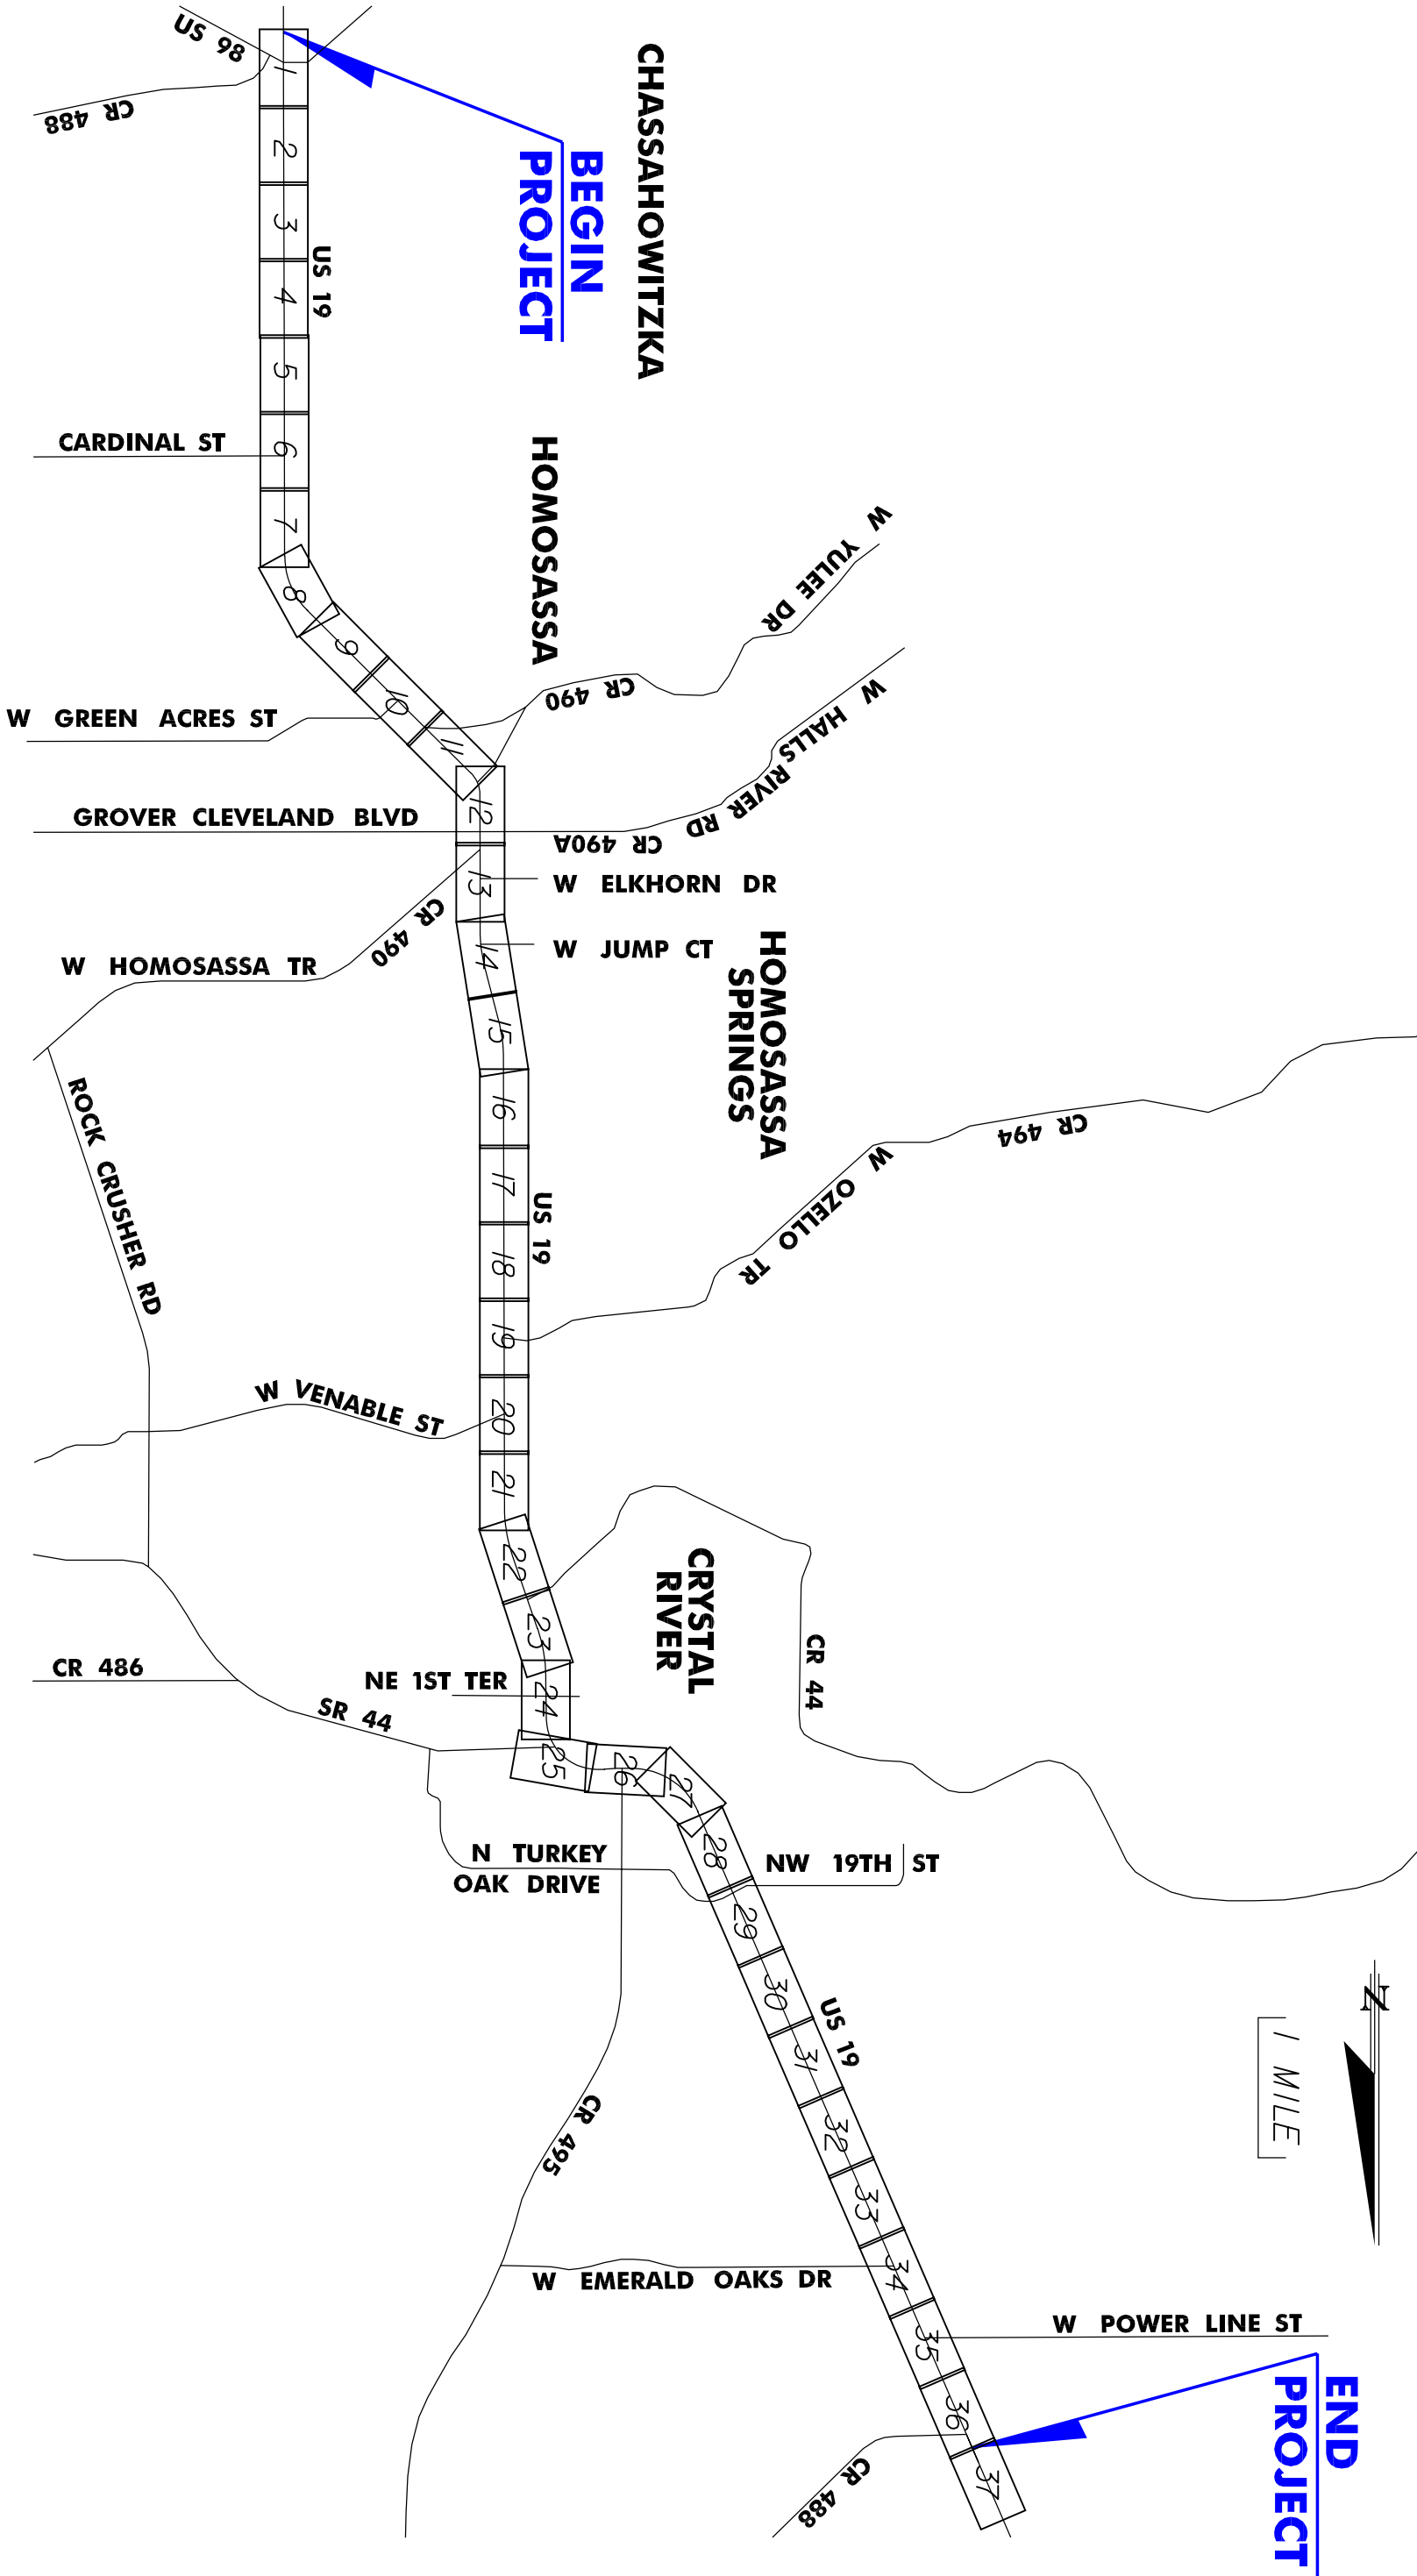 US 98
CR 488
CHASSAHOWITZKA
BEGIN
PROJECT
1
2
3
4
US 19
5
6
7
CARDINAL ST
HOMOSASSA
8
9
10
11
W YULEE DR
CR 490
W HALLS
RIVER RD
W GREEN ACRES ST
GROVER CLEVELAND BLVD
12
CR 490A
13
W ELKHORN DR
CR 490
W HOMOSASSA TR
14
W JUMP CT
HOMOSASSA
SPRINGS
15
16
17
18
US 19
ROCK CRUSHER RD
CR 494
W OZELLO TR
19
W VENABLE ST
20
21
22
23
CRYSTAL
RIVER
CR 44
CR 486
NE 1ST TER
24
SR 44
25
26
27
28
N TURKEY
OAK DRIVE
NW 19TH ST
29
30
31
US 19
N
1 MILE
32
33
CR 495
34
W EMERALD OAKS DR
35
W POWER LINE ST
36
37
END
PROJECT
CR 488